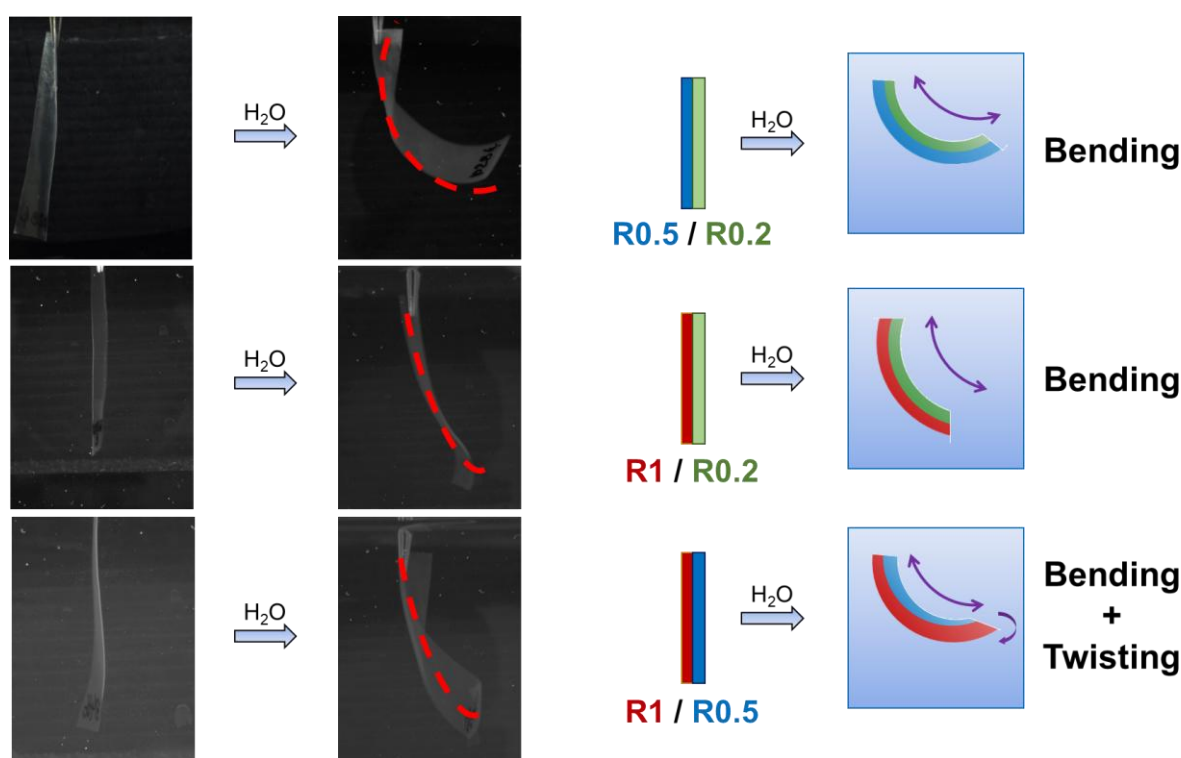 H₂O
H₂O
Bending
R0.5 / R0.2
H₂O
H₂O
Bending
R1 / R0.2
H₂O
H₂O
Bending
+
Twisting
R1 / R0.5